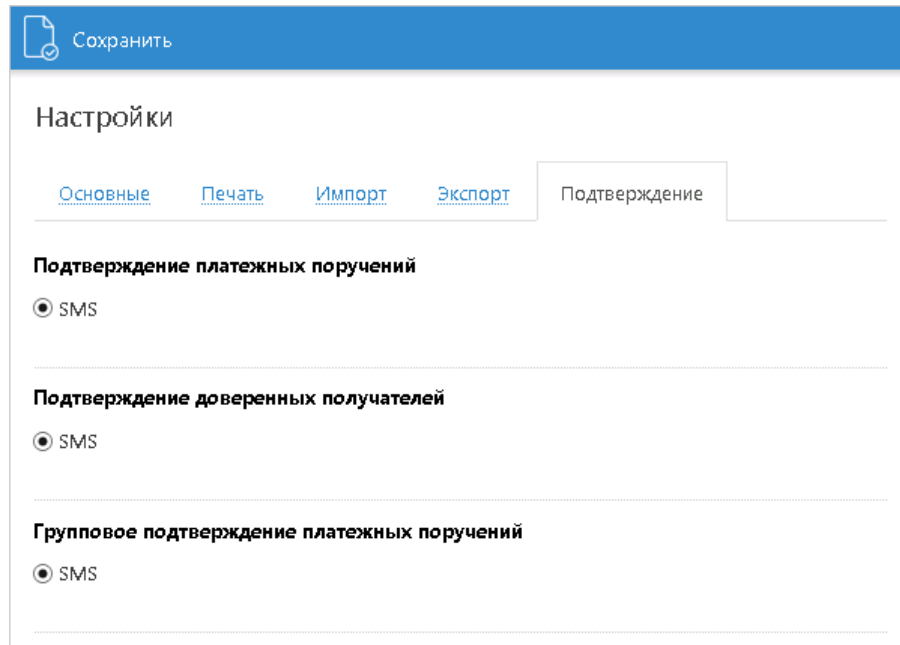 Сохранить
Настройки
Основные Печать Импорт Экспорт Подтверждение
Подтверждение платежных поручений
SMS
Подтверждение доверенных получателей
SMS
Групповое подтверждение платежных поручений
SMS